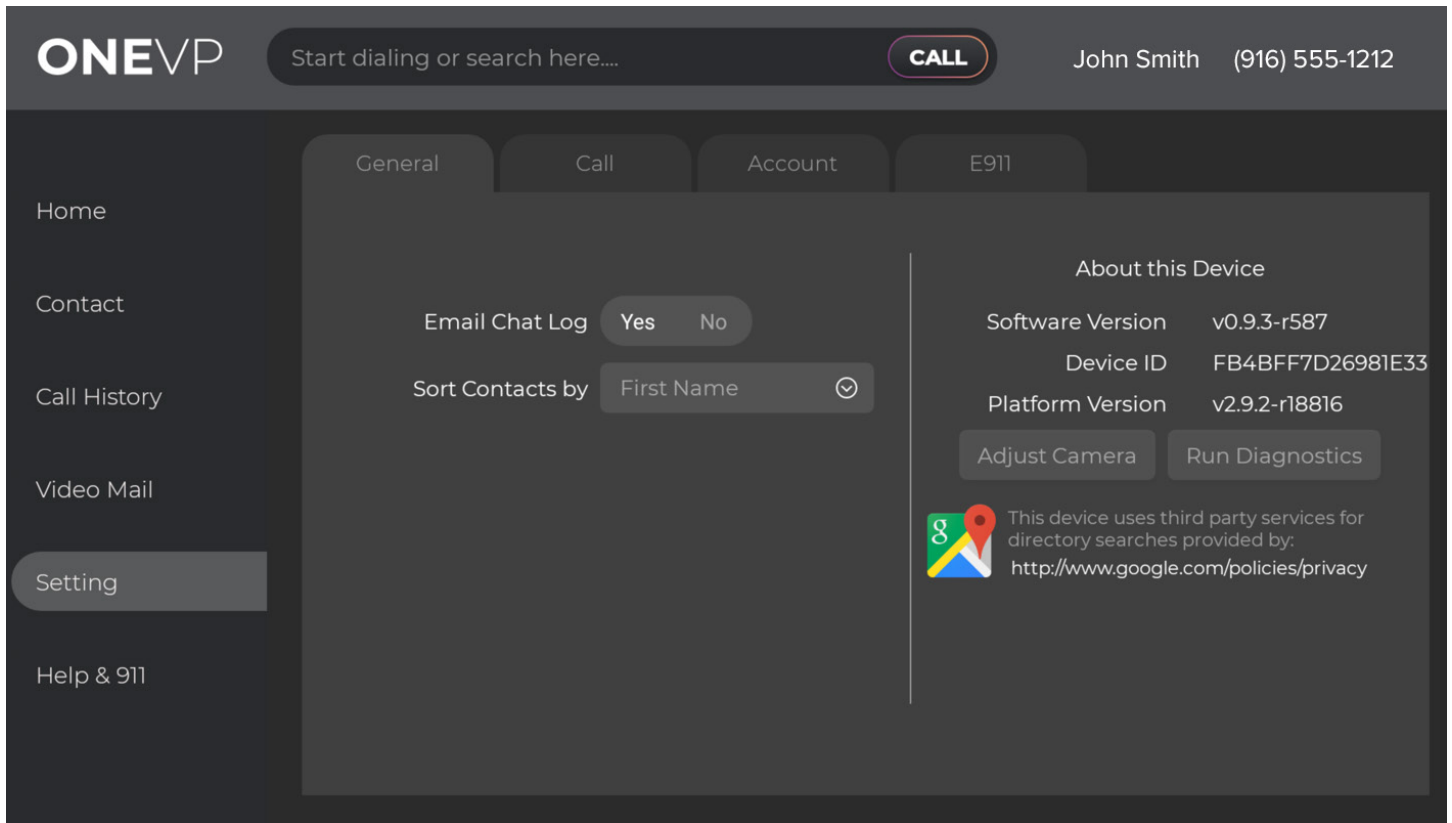 ONEVP
Start dialing or search here....
CALL
John Smith (916) 555-1212
Home
Contact
Call History
Video Mail
Setting
Help & 911
General Call Account E911
Email Chat Log Yes No
Sort Contacts by First Name
About this Device
Software Version v0.9.3-r587
Device ID FB4BFF7D26981E33
Platform Version v2.9.2-r18816
Adjust Camera Run Diagnostics
g
This device uses third party services for
directory searches provided by:
http://www.google.com/policies/privacy